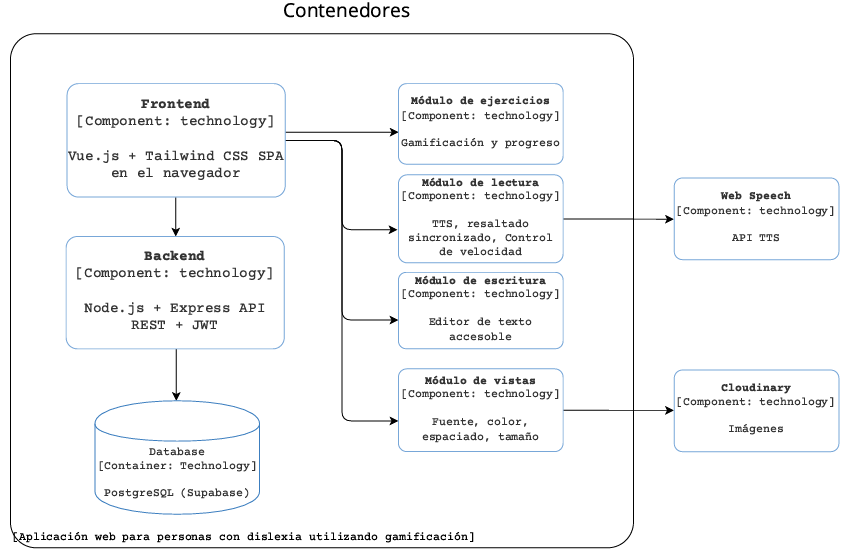 Contenedores
Frontend
[Component: technology]
Vue.js + Tailwind CSS SPA
en el navegador
Backend
[Component: technology]
Node.js + Express API
REST + JWT
Database
[Container: Technology]
PostgreSQL (Supabase)
Módulo de ejercicios
[Component: technology]
Gamificación y progreso
Módulo de lectura
[Component: technology]
TTS, resaltado
sincronizado, Control
de velocidad
Módulo de escritura
[Component: technology]
Editor de texto
accesoble
Módulo de vistas
[Component: technology]
Fuente, color,
espaciado, tamaño
Web Speech
[Component: technology]
API TTS
Cloudinary
[Component: technology]
Imágenes
[Aplicación web para personas con dislexia utilizando gamificación]